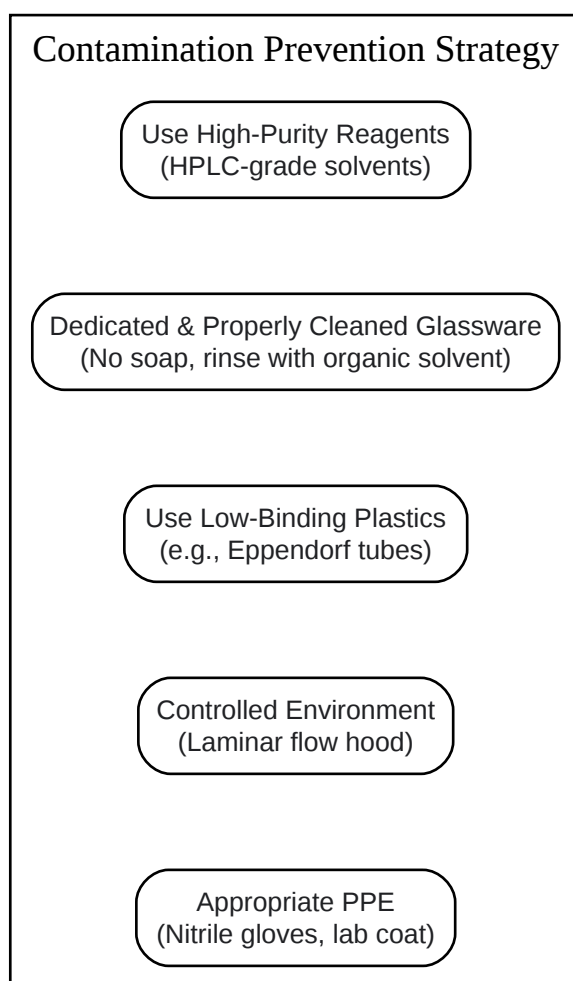 Contamination Prevention Strategy
Use High-Purity Reagents
(HPLC-grade solvents)
Dedicated & Properly Cleaned Glassware
(No soap, rinse with organic solvent)
Use Low-Binding Plastics
(e.g., Eppendorf tubes)
Controlled Environment
(Laminar flow hood)
Appropriate PPE
(Nitrile gloves, lab coat)